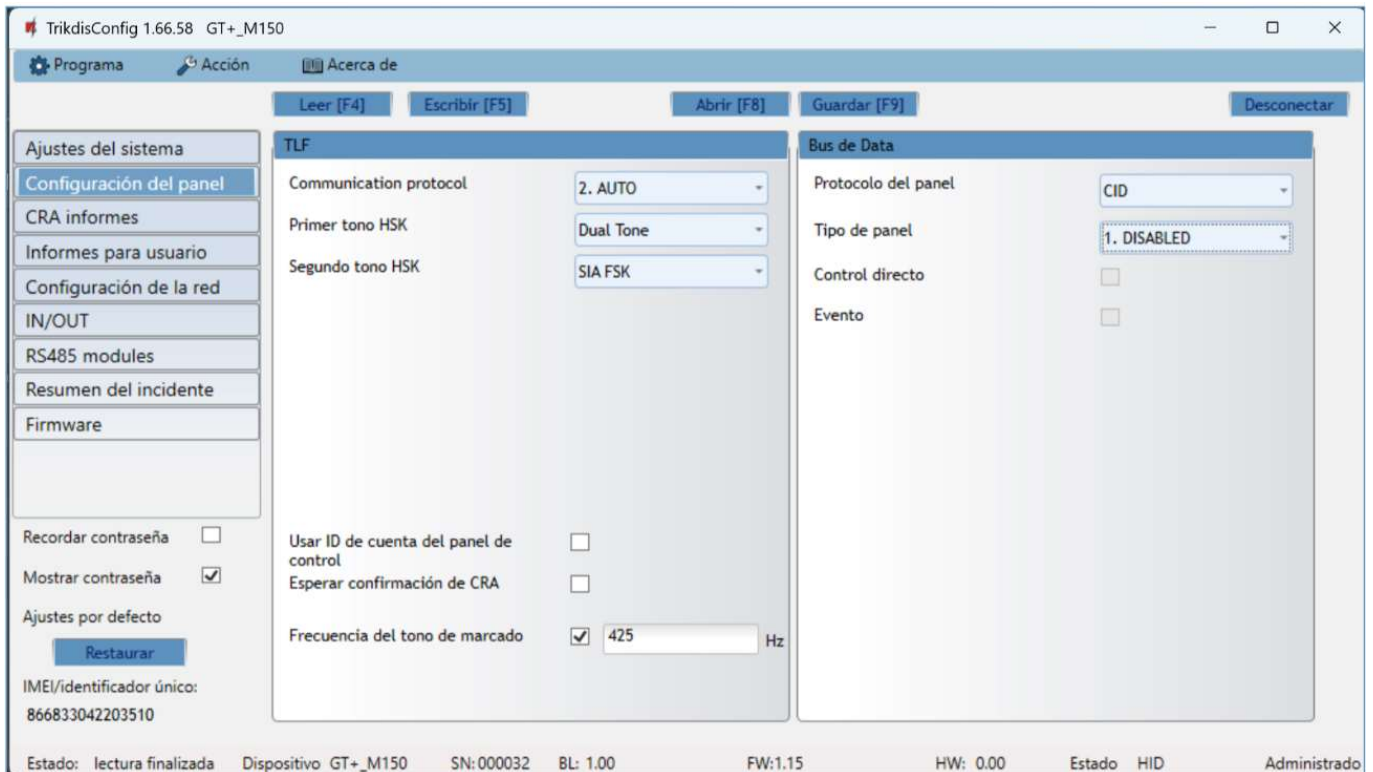 TrikdisConfig 1.66.58 GT+_M150
Programa Acción Acerca de
Leer [F4] Escribir [F5] Abrir [F8] Guardar [F9] Desconectar
Ajustes del sistema
Configuración del panel
CRA informes
Informes para usuario
Configuración de la red
IN/OUT
RS485 modules
Resumen del incidente
Firmware
Recordar contraseña
Mostrar contraseña
Ajustes por defecto
Restaurar
IMEI/identificador único:
866833042203510
TLF
Communication protocol 2. AUTO
Primer tono HSK Dual Tone
Segundo tono HSK SIA FSK
Usar ID de cuenta del panel de
control
Esperar confirmación de CRA
Frecuencia del tono de marcado 425 Hz
Bus de Data
Protocolo del panel CID
Tipo de panel 1. DISABLED
Control directo
Evento
Estado: lectura finalizada Dispositivo GT+_M150 SN:000032 BL: 1.00 FW:1.15 HW: 0.00 Estado HID Administrado